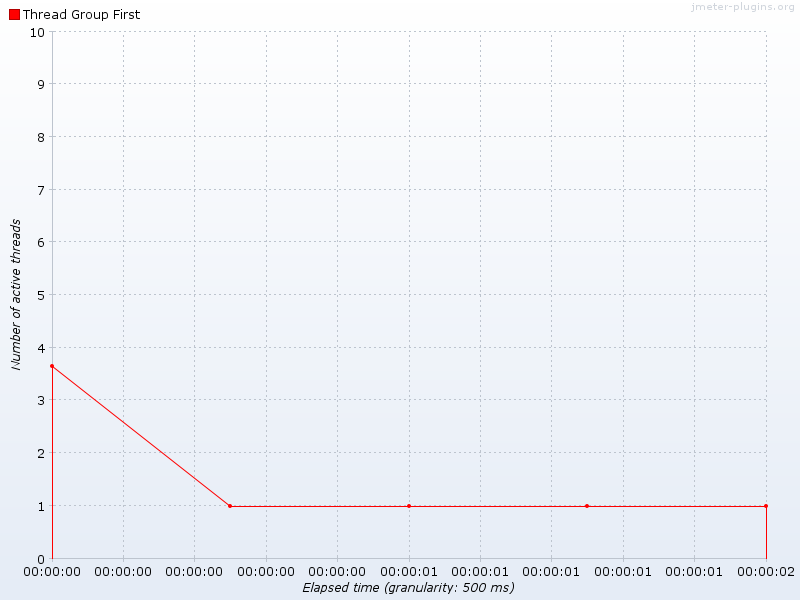 jmeter-plugins.org
Thread Group First
10
9
8
7
6
5
4
3
2
1
0
Number of active threads
00:00:00 00:00:00 00:00:00 00:00:00 00:00:00 00:00:01 00:00:01 00:00:01 00:00:01 00:00:01 00:00:02
Elapsed time (granularity: 500 ms)